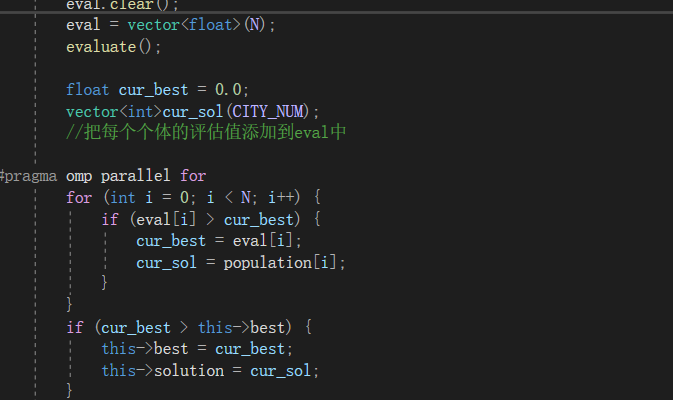 eval.clear();
eval = vector<float>(N);
evaluate();
float cur_best = 0.0;
vector<int>cur_sol(CITY_NUM);
//把每个个体的评估值添加到eval中
#pragma omp parallel for
for (int i = 0; i < N; i++) {
if (eval[i] > cur_best) {
cur_best = eval[i];
cur_sol = population[i];
}
}
if (cur_best > this->best) {
this->best = cur_best;
this->solution = cur_sol;
}